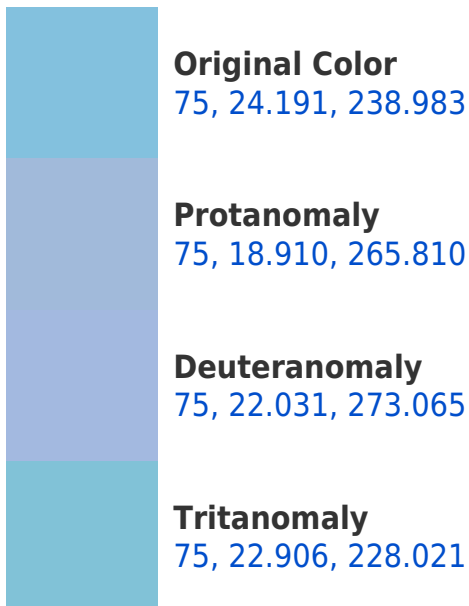 Original Color
75, 24.191, 238.983
Protanomaly
75, 18.910, 265.810
Deuteranomaly
75, 22.031, 273.065
Tritanomaly
75, 22.906, 228.021